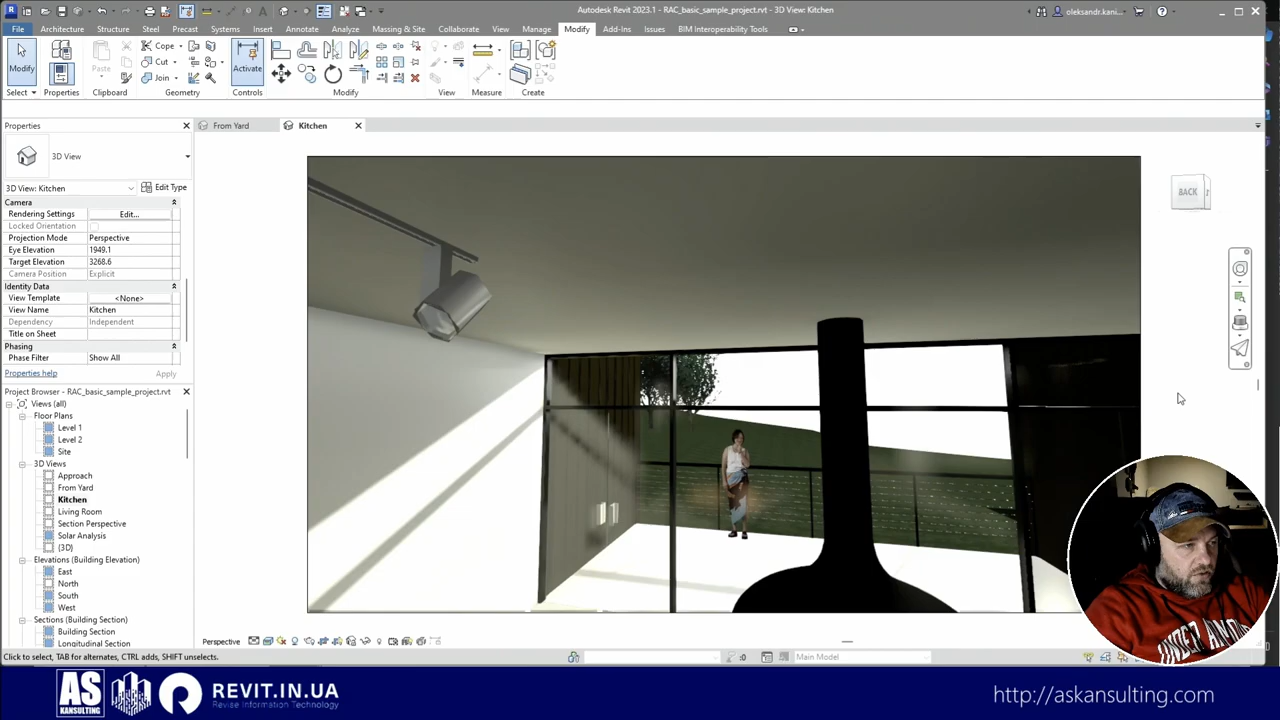 Autodesk Revit 2023.1 - RAC_basic_sample_project.rvt - 3D View: Kitchen
oleksandr.kani...
File Architecture Structure Steel Precast Systems Insert Annotate Analyze Massing & Site Collaborate View Manage Modify Add-Ins Issues BIM Interoperability Tools
Modify Properties Paste Cope Cut Join Activate
Select Properties Clipboard Geometry Controls Modify View Measure Create
Properties
From Yard
Kitchen
3D View
BACK
3D View: Kitchen Edit Type
Camera
Rendering Settings Edit...
Locked Orientation
Projection Mode Perspective
Eye Elevation 1949.1
Target Elevation 3268.6
Camera Position Explicit
Identity Data
View Template <None>
View Name Kitchen
Dependency Independent
Title on Sheet
Phasing
Phase Filter Show All
Properties help Apply
Project Browser - RAC_basic_sample_project.rvt
Views (all)
Floor Plans
Level 1
Level 2
Site
3D Views
Approach
From Yard
Kitchen
Living Room
Section Perspective
Solar Analysis
{3D}
Elevations (Building Elevation)
East
North
South
West
Sections (Building Section)
Building Section
Longitudinal Section
Perspective
Click to select, TAB for alternates, CTRL adds, SHIFT unselects.
:0
Main Model
AS
KANSULTING
REVIT.IN.UA
Revise Information Technology
http://askansulting.com